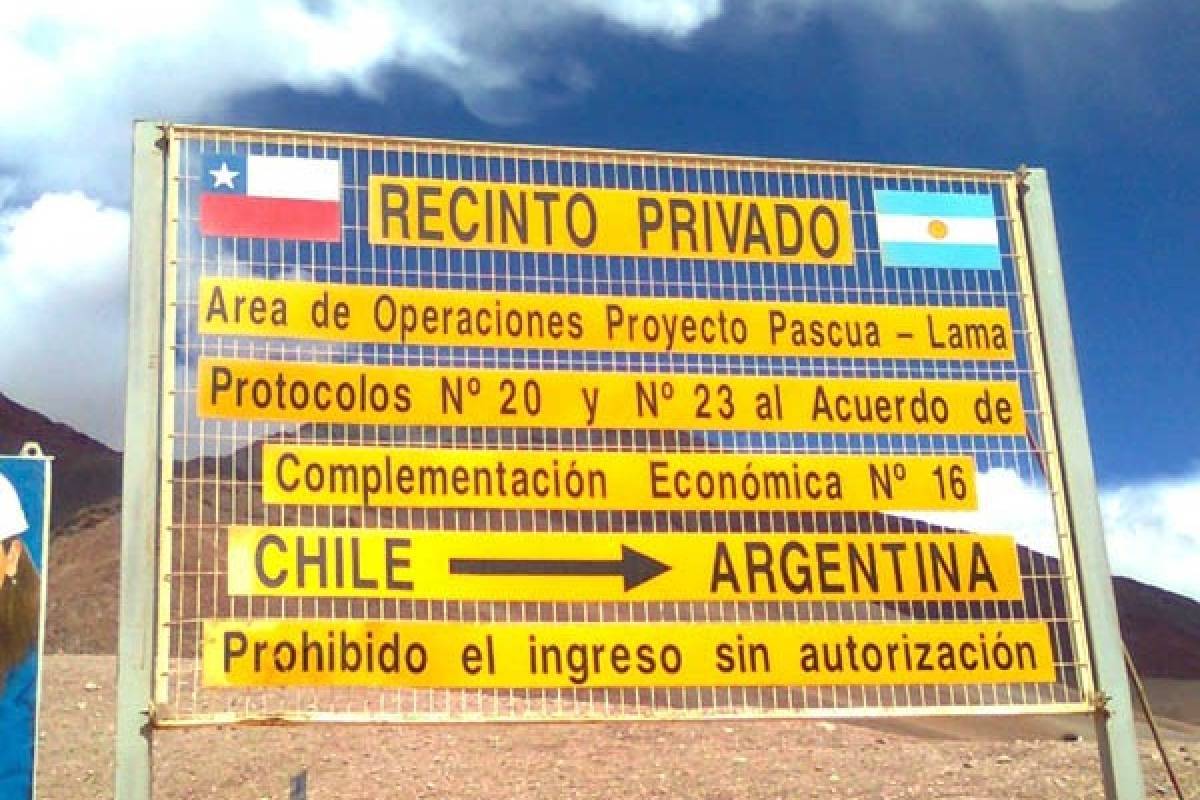 RECINTO PRIVADO
Area de Operaciones Proyecto Pascua – Lama
Protocolos Nº 20 y Nº 23 al Acuerdo de
Complementación Económica Nº 16
CHILE → ARGENTINA
Prohibido el ingreso sin autorización